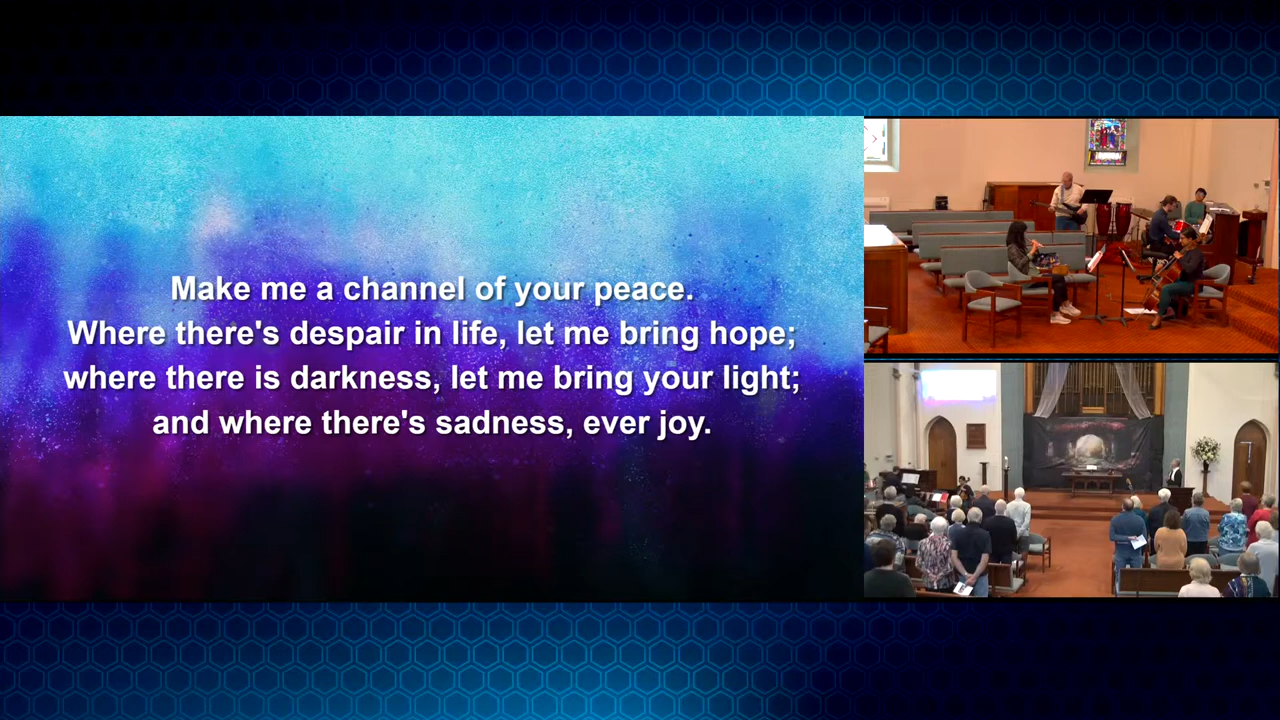 Make me a channel of your peace.
Where there's despair in life, let me bring hope;
where there is darkness, let me bring your light;
and where there's sadness, ever joy.